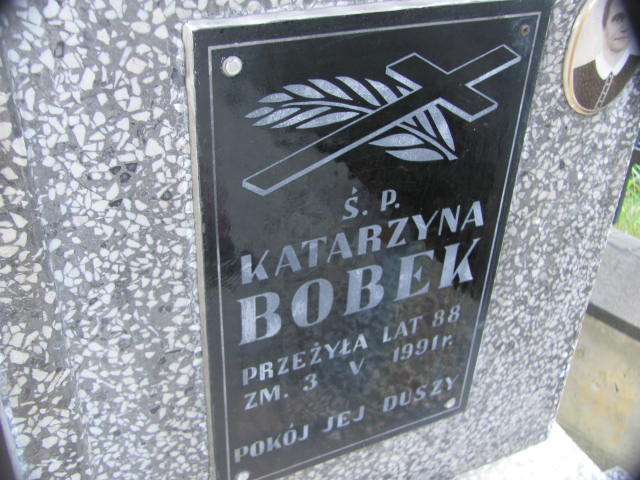 Ś. P.
KATARZYNA
BOBEK
PRZEŻYŁA LAT 88
ZM. 3 V 1991r.
POKÓJ JEJ DUSZY